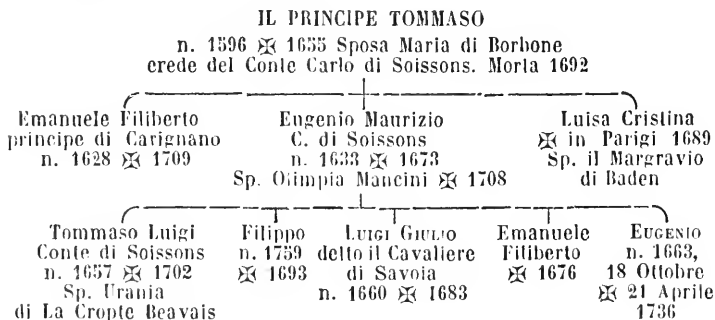 IL PRINCIPE TOMMASO
n. 1596 ✠ 1655 Sposa Maria di Borbone
erede del Conte Carlo di Soissons. Morta 1692
Emanuele Filiberto
principe di Carignano
n. 1628 ✠ 1709
Eugenio Maurizio
C. di Soissons
n. 1633 ✠ 1673
Sp. Olimpia Mancini ✠ 1708
Luisa Cristina
✠ in Parigi 1689
Sp. il Margravio
di Baden
Tommaso Luigi
Conte di Soissons
n. 1657 ✠ 1702
Sp. Urania
di La Cropte Beavais
Filippo
n. 1759
✠ 1693
LUIGI GIULIO
detto il Cavaliere
di Savoia
n. 1660 ✠ 1683
Emanuele
Filiberto
✠ 1676
EUGENIO
n. 1663,
18 Ottobre
✠ 21 Aprile
1736